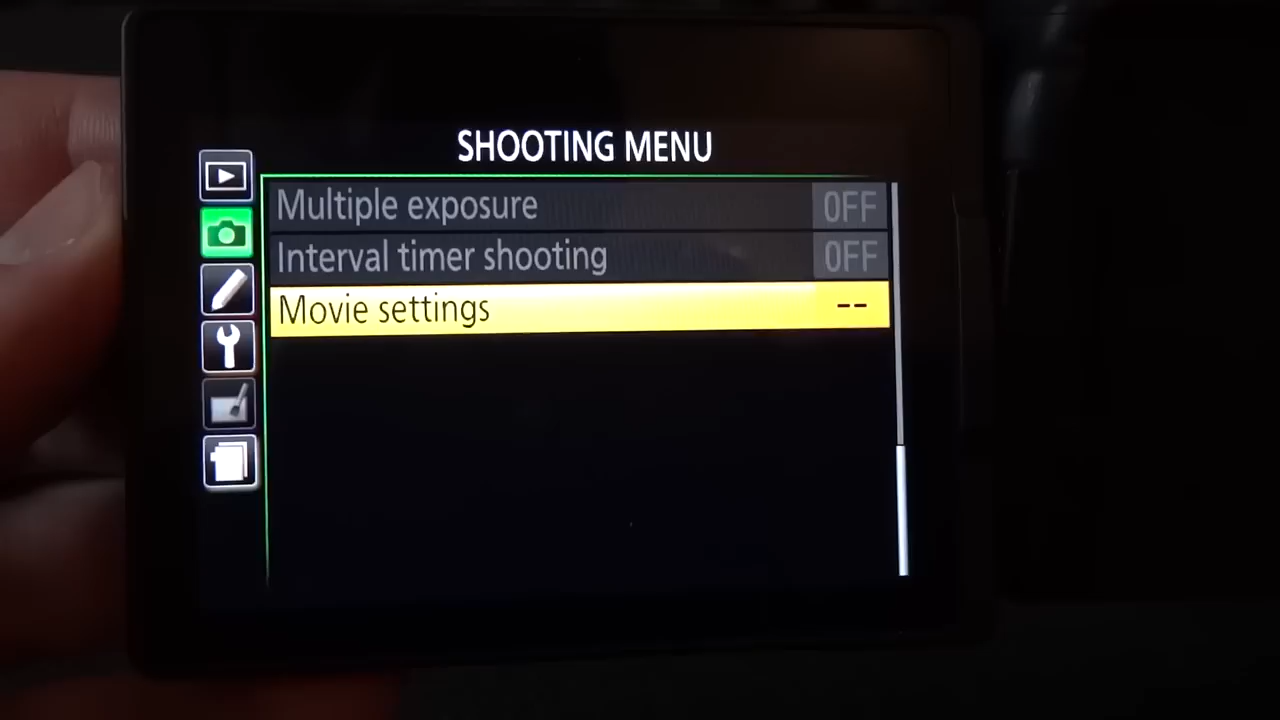 SHOOTING MENU
Multiple exposure OFF
Interval timer shooting OFF
Movie settings --